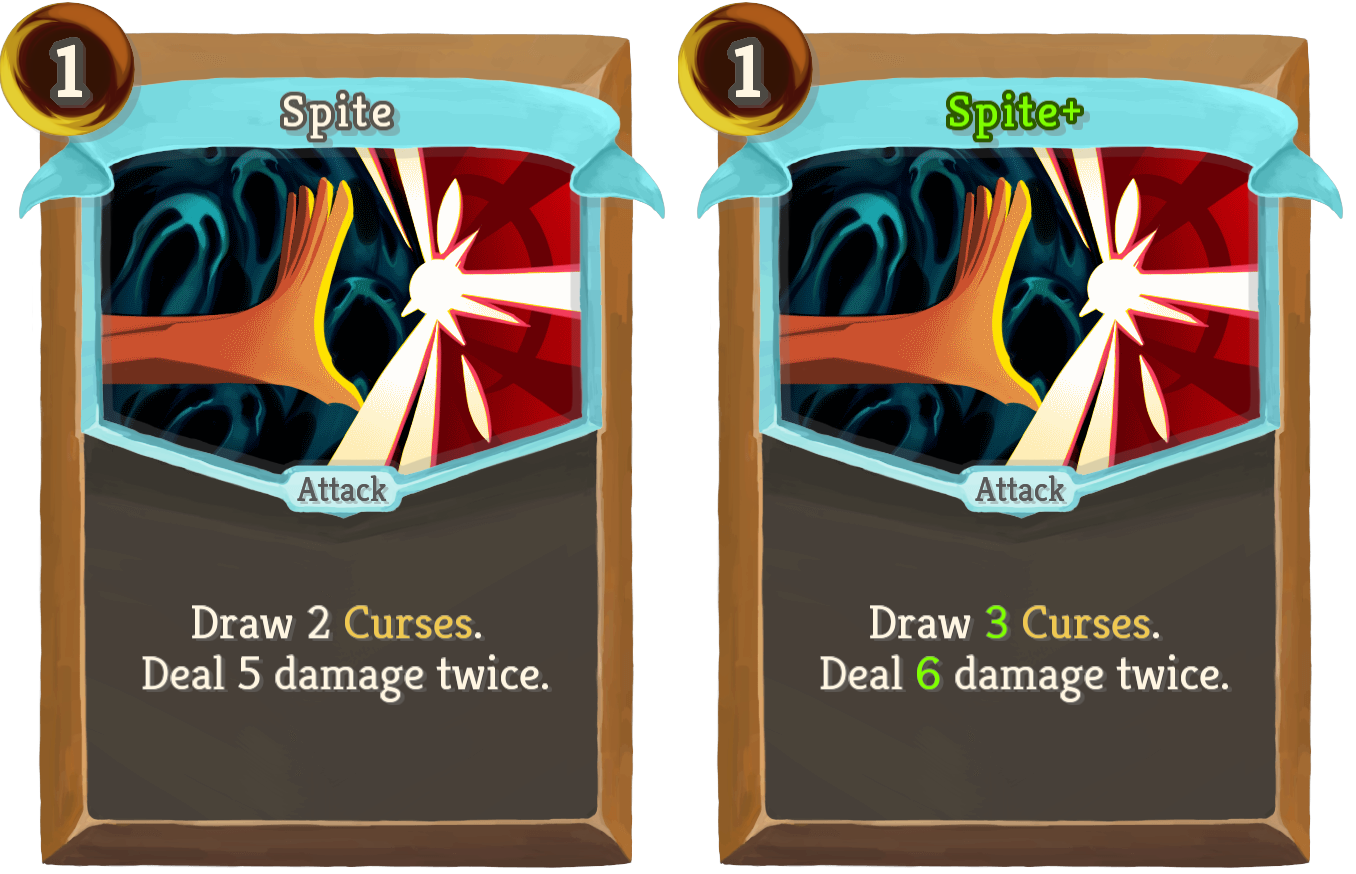 1
Spite
Attack
Draw 2 Curses.
Deal 5 damage twice.
1
Spite+
Attack
Draw 3 Curses.
Deal 6 damage twice.